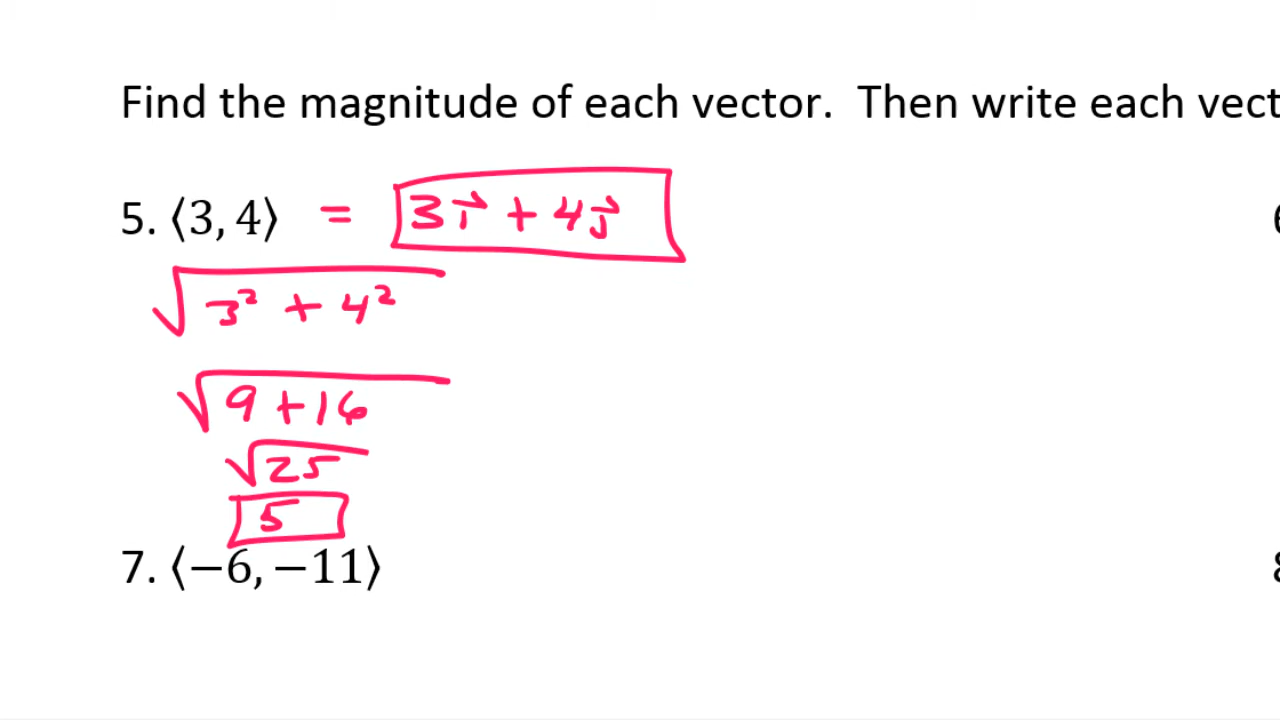 Find the magnitude of each vector. Then write each vect
5. ⟨3, 4⟩ = 3i⃗ + 4j⃗
√(3² + 4²)
√(9 + 16)
√25
5
7. ⟨−6, −11⟩